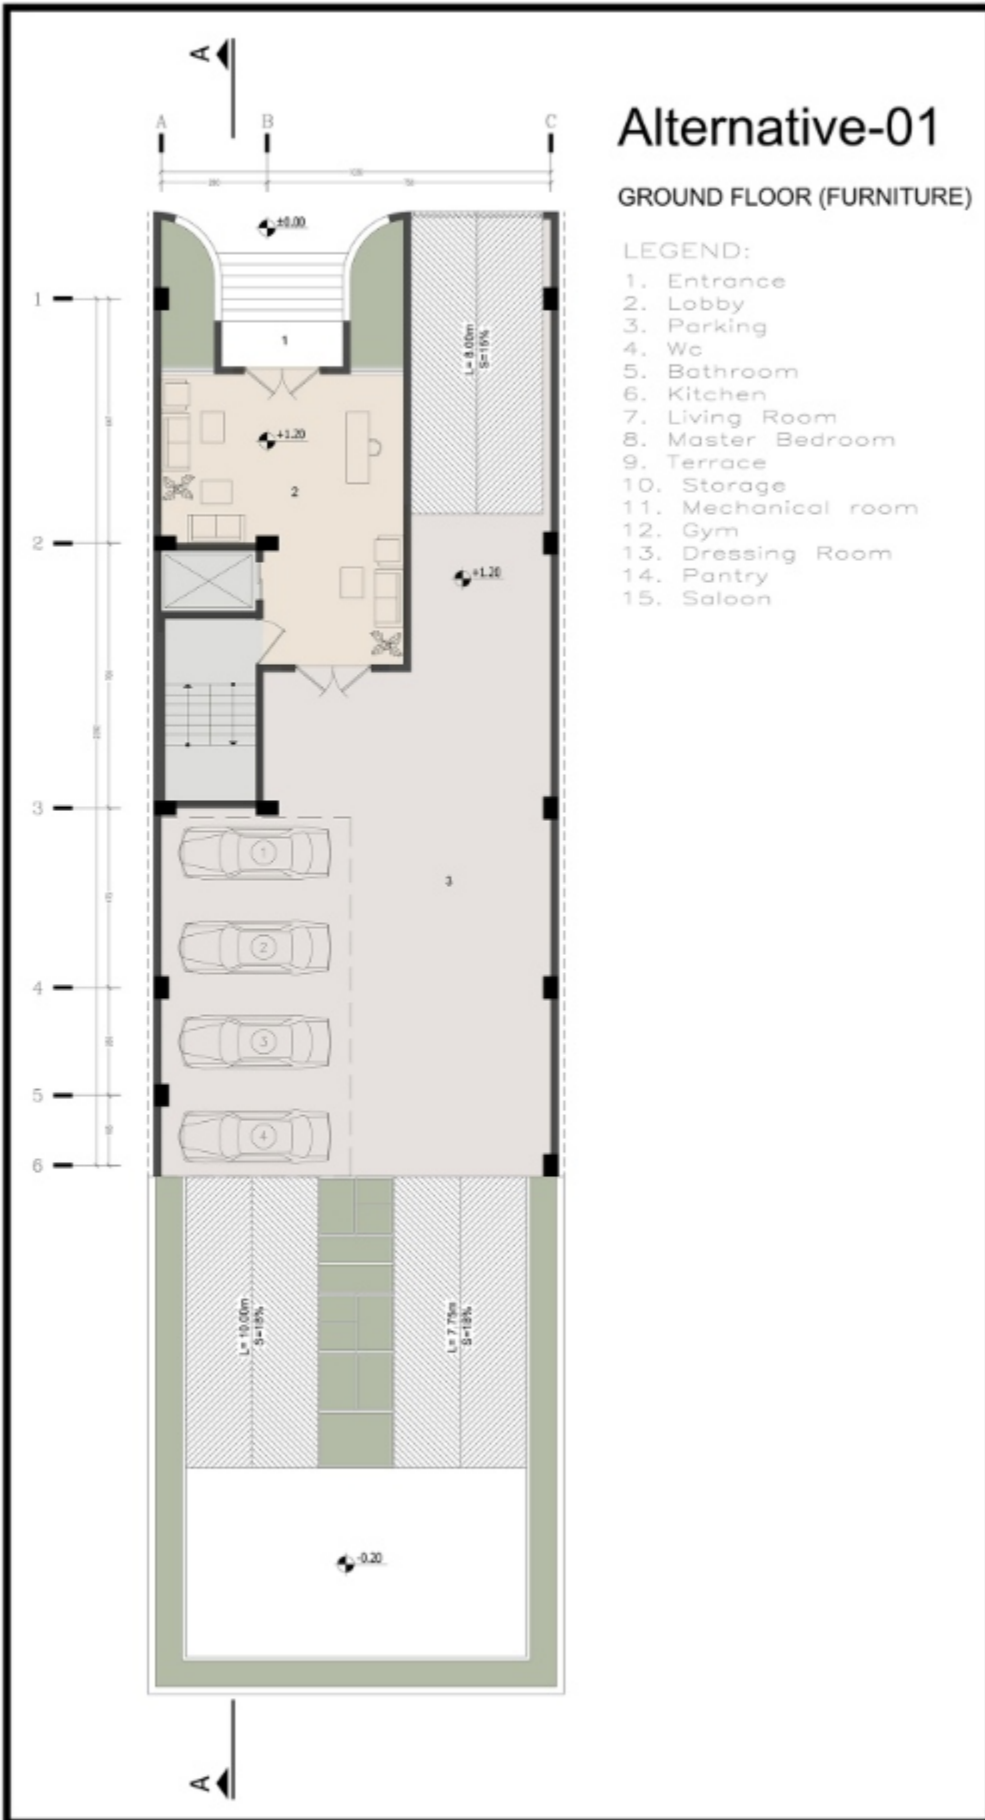 A
Alternative-01
A B C
GROUND FLOOR (FURNITURE)
±0.00
LEGEND:
1. Entrance
2. Lobby
3. Parking
4. Wc
5. Bathroom
6. Kitchen
7. Living Room
8. Master Bedroom
9. Terrace
10. Storage
11. Mechanical room
12. Gym
13. Dressing Room
14. Pantry
15. Saloon
1
1
L= 8.00m
S=15%
+1.20
2
2
+1.20
3
1
3
2
4
3
5
4
6
L= 10.00m
S=18%
L= 7.75m
S=18%
-0.20
A